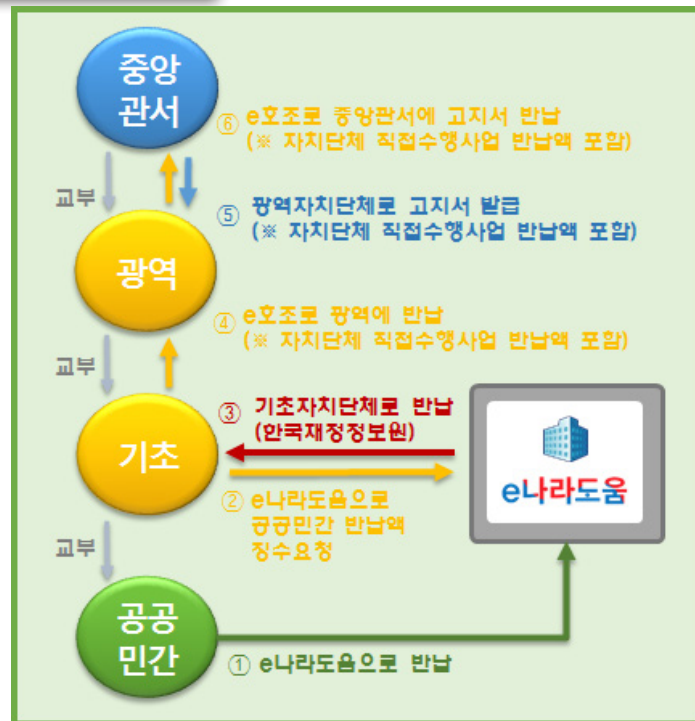 중앙
관서
⑥ e호조로 중앙관서에 고지서 반납
(※ 자치단체 직접수행사업 반납액 포함)
교부
⑤ 광역자치단체로 고지서 발급
(※ 자치단체 직접수행사업 반납액 포함)
광역
④ e호조로 광역에 반납
(※ 자치단체 직접수행사업 반납액 포함)
교부
③ 기초자치단체로 반납
(한국재정정보원)
기초
e나라도움
② e나라도움으로
공공민간 반납액
징수요청
교부
공공
민간
① e나라도움으로 반납